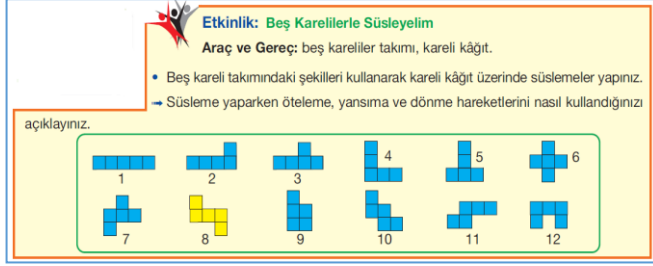 Etkinlik: Beş Karelilerle Süsleyelim
Araç ve Gereç: beş kareliler takımı, kareli kâğıt.
• Beş kareli takımındaki şekilleri kullanarak kareli kâğıt üzerinde süslemeler yapınız.
→ Süsleme yaparken öteleme, yansıma ve dönme hareketlerini nasıl kullandığınızı
açıklayınız.
1 2 3 4 5 6
7 8 9 10 11 12